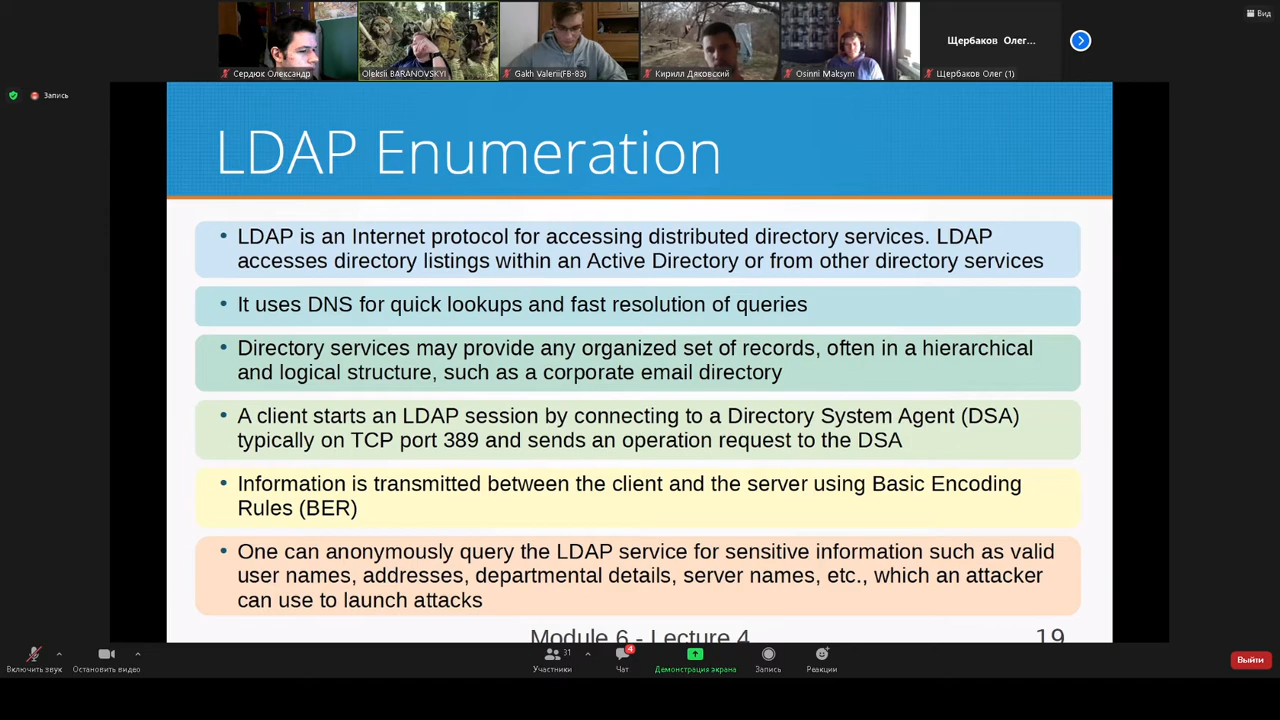 Щербаков Олег...
Вид
Сердюк Олександр
Oleksii BARANOVSKYI
Gakh Valerii(FB-83)
Кирилл Дяковский
Osinni Maksym
Щербаков Олег (1)
Запись
LDAP Enumeration
• LDAP is an Internet protocol for accessing distributed directory services. LDAP
accesses directory listings within an Active Directory or from other directory services
• It uses DNS for quick lookups and fast resolution of queries
• Directory services may provide any organized set of records, often in a hierarchical
and logical structure, such as a corporate email directory
• A client starts an LDAP session by connecting to a Directory System Agent (DSA)
typically on TCP port 389 and sends an operation request to the DSA
• Information is transmitted between the client and the server using Basic Encoding
Rules (BER)
• One can anonymously query the LDAP service for sensitive information such as valid
user names, addresses, departmental details, server names, etc., which an attacker
can use to launch attacks
Module 6 - Lecture 4 19
31 4
Включить звук Остановить видео Участники Чат Демонстрация экрана Запись Реакции Выйти